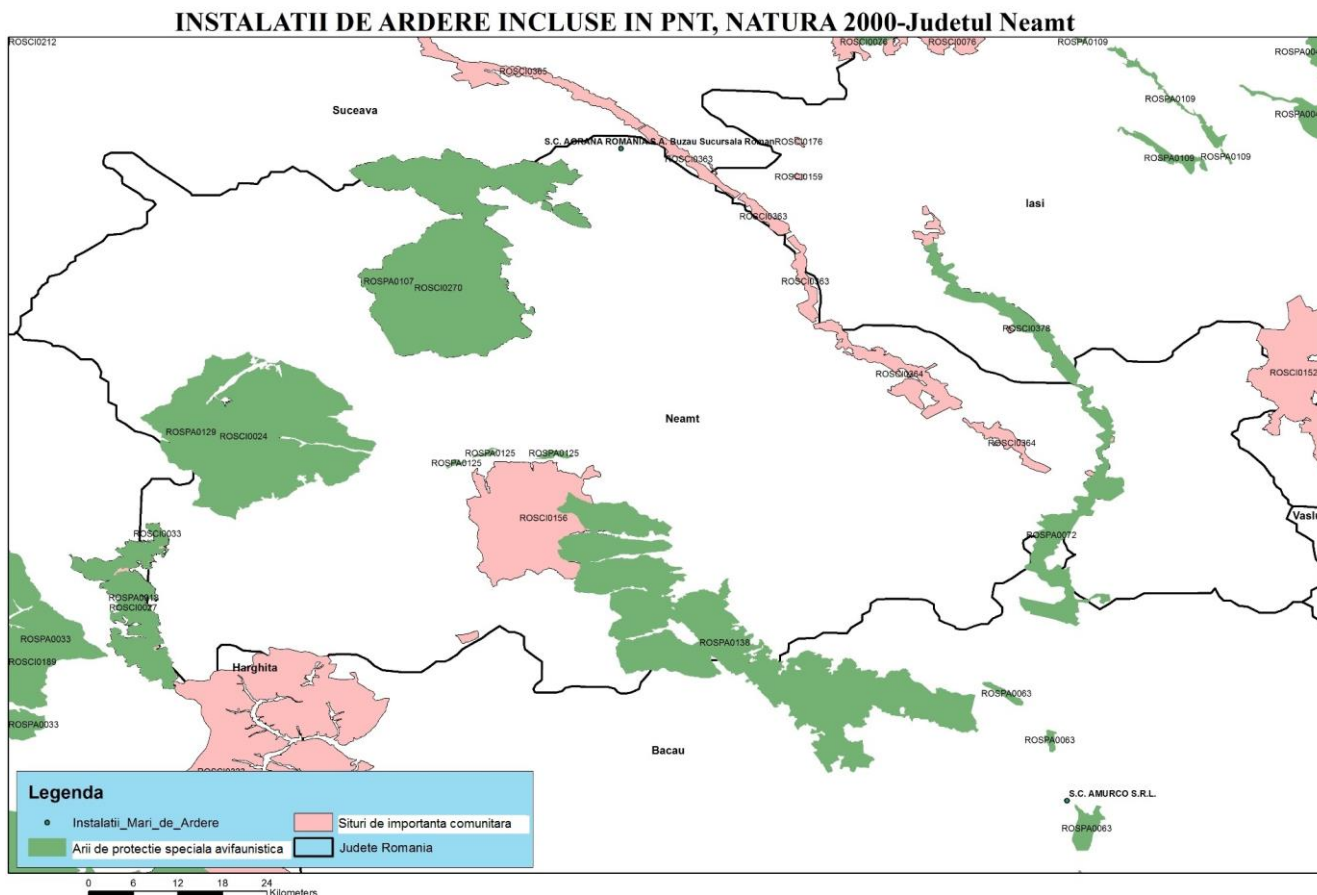 INSTALATII DE ARDERE INCLUSE IN PNT, NATURA 2000-Judetul Neamt
ROSCI0212
ROSCI0076
ROSCI0076
ROSPA0109
ROSCI0365
ROSPA0109
Suceava
S.C. AGRANA ROMANIA S.A. Buzau Sucursala Roman
ROSCI0176
ROSCI0363
ROSPA0109
ROSPA0109
ROSCI0159
Iasi
ROSCI0363
ROSPA0107
ROSCI0270
ROSCI0363
ROSCI0378
ROSCI0364
ROSCI0152
Neamt
ROSPA0129
ROSCI0024
ROSCI0364
ROSPA0125
ROSPA0125
ROSPA0125
ROSCI0156
Vaslu
ROSCI0033
ROSPA0072
ROSCI0027
ROSPA0033
ROSPA0138
ROSCI0189
Harghita
ROSPA0063
ROSPA0033
ROSPA0063
Bacau
S.C. AMURCO S.R.L.
ROSPA0063
Legenda
Instalatii_Mari_de_Ardere
Situri de importanta comunitara
Arii de protectie speciala avifaunistica
Judete Romania
0 6 12 18 24
Kilometers